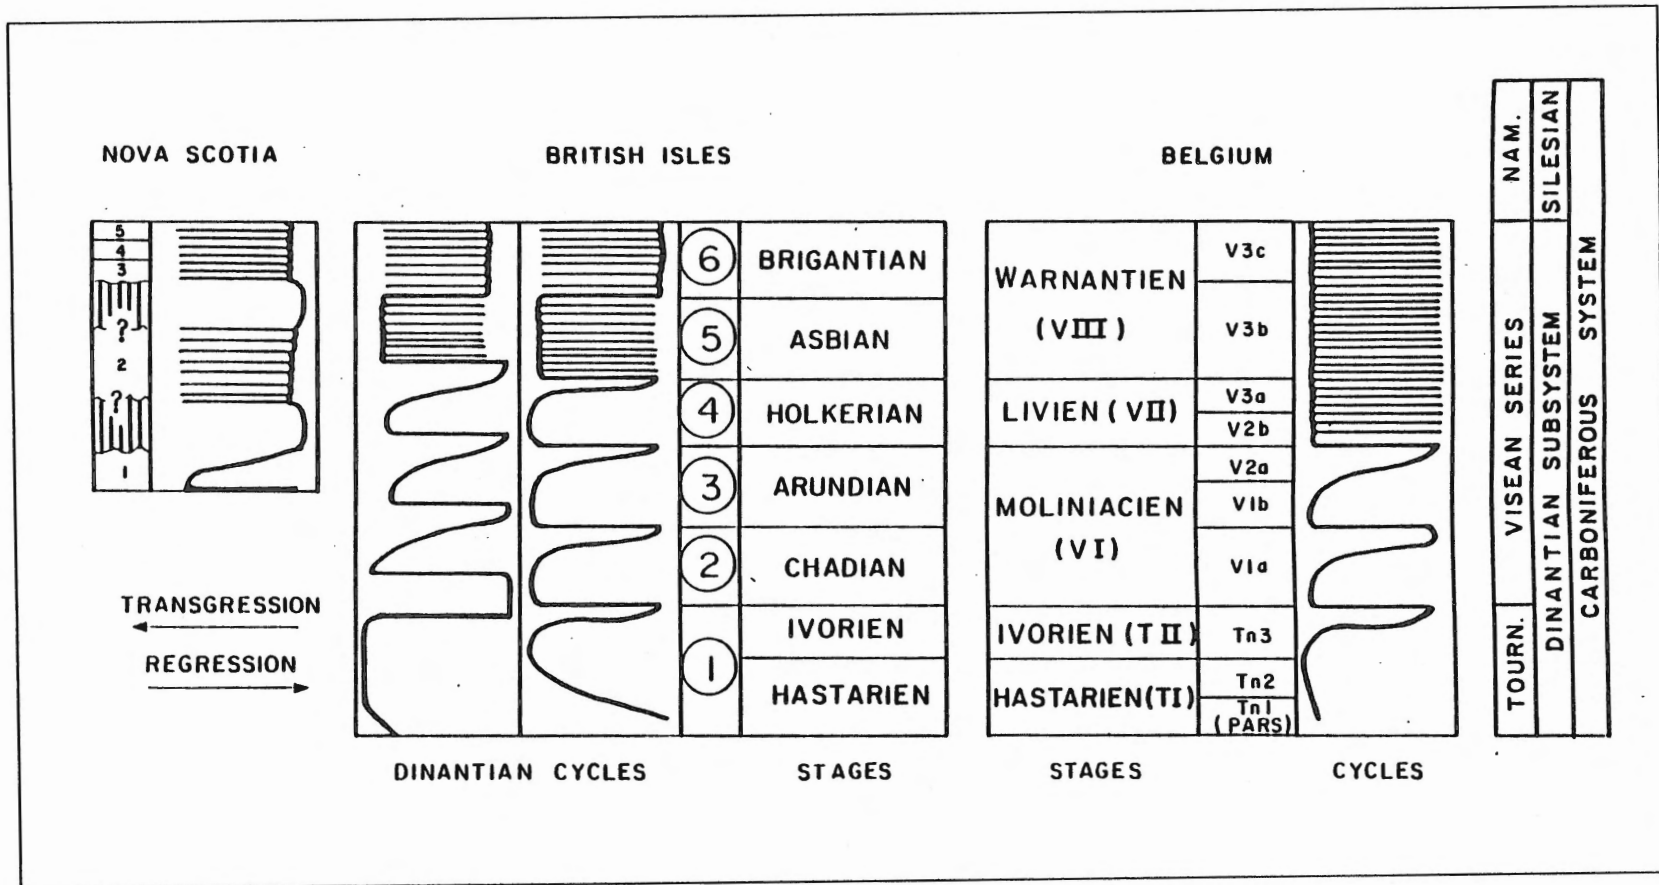 NOVA SCOTIA
5
4
3
?
2
?
1
TRANSGRESSION
REGRESSION
BRITISH ISLES
6 BRIGANTIAN
5 ASBIAN
4 HOLKERIAN
3 ARUNDIAN
2 CHADIAN
1
IVORIEN
HASTARIEN
DINANTIAN CYCLES
STAGES
BELGIUM
WARNANTIEN
(VIII)
V3c
V3b
LIVIEN (VII)
V3a
V2b
MOLINIACIEN
(VI)
V2a
V1b
V1a
IVORIEN (TII)
Tn3
HASTARIEN (TI)
Tn2
Tn1
(PARS)
STAGES
CYCLES
NAM.
VISEAN SERIES
TOURN.
SILESIAN
DINANTIAN SUBSYSTEM
CARBONIFEROUS SYSTEM